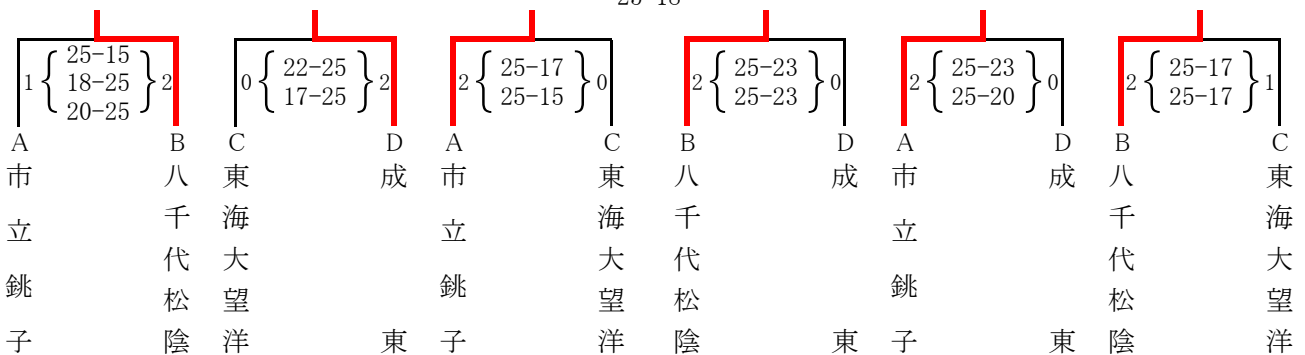 1 { 25-15 18-25 20-25 } 2
A 市立銚子
B 八千代松陰
0 { 22-25 17-25 } 2
C 東海大望洋
D 成東
2 { 25-17 25-15 } 0
A 市立銚子
C 東海大望洋
2 { 25-23 25-23 } 0
B 八千代松陰
D 成東
2 { 25-23 25-20 } 0
A 市立銚子
D 成東
2 { 25-17 25-17 } 1
B 八千代松陰
C 東海大望洋